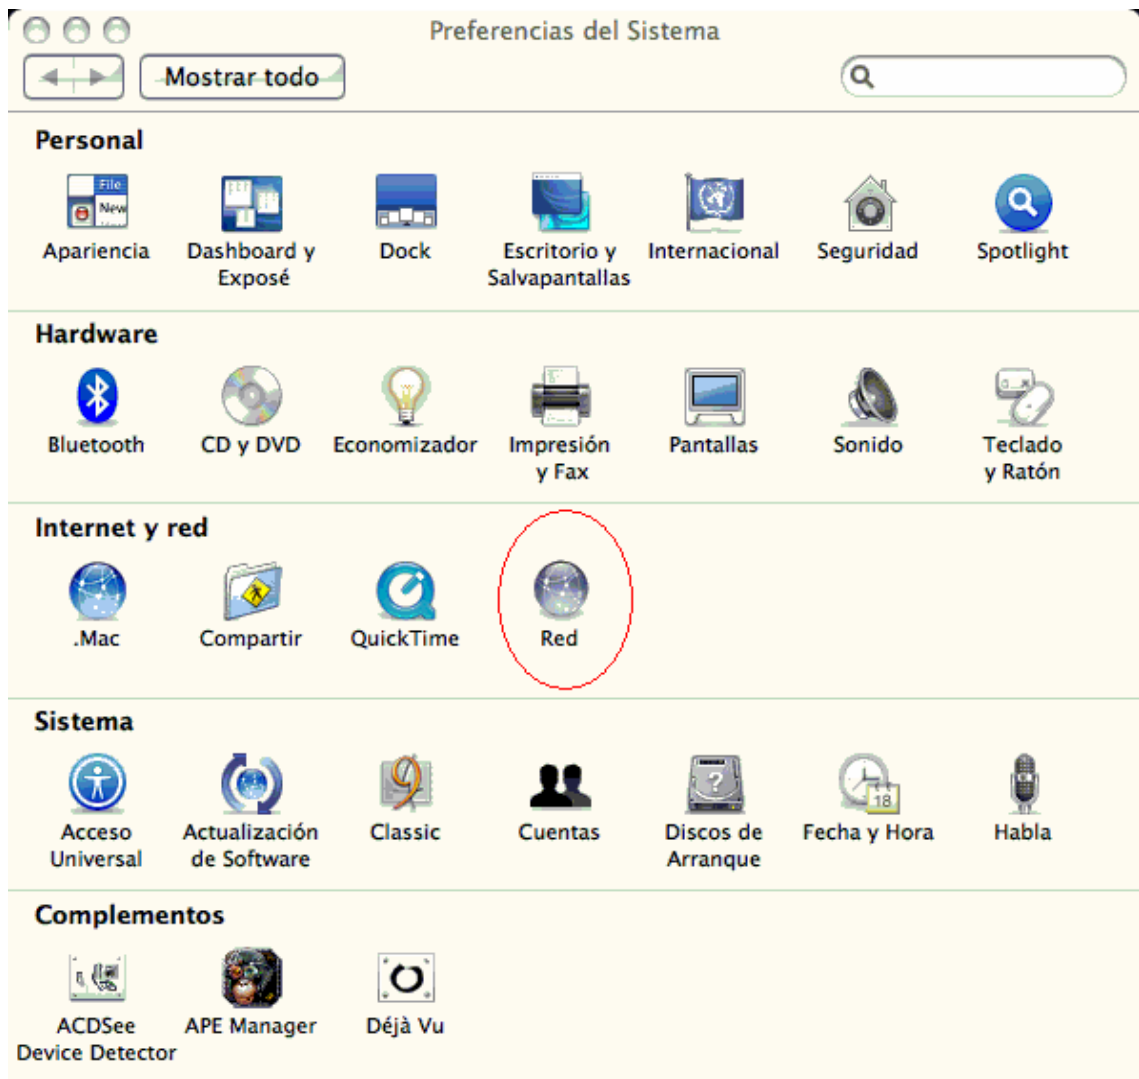 Preferencias del Sistema
Mostrar todo
Personal
File
New
Apariencia
Dashboard y
Exposé
Dock
Escritorio y
Salvapantallas
Internacional
Seguridad
Spotlight
Hardware
Bluetooth
CD y DVD
Economizador
Impresión
y Fax
Pantallas
Sonido
Teclado
y Ratón
Internet y red
.Mac
Compartir
QuickTime
Red
Sistema
Acceso
Universal
Actualización
de Software
9
Classic
Cuentas
?
Discos de
Arranque
18
Fecha y Hora
Habla
Complementos
ACDSee
Device Detector
APE Manager
Déjà Vu